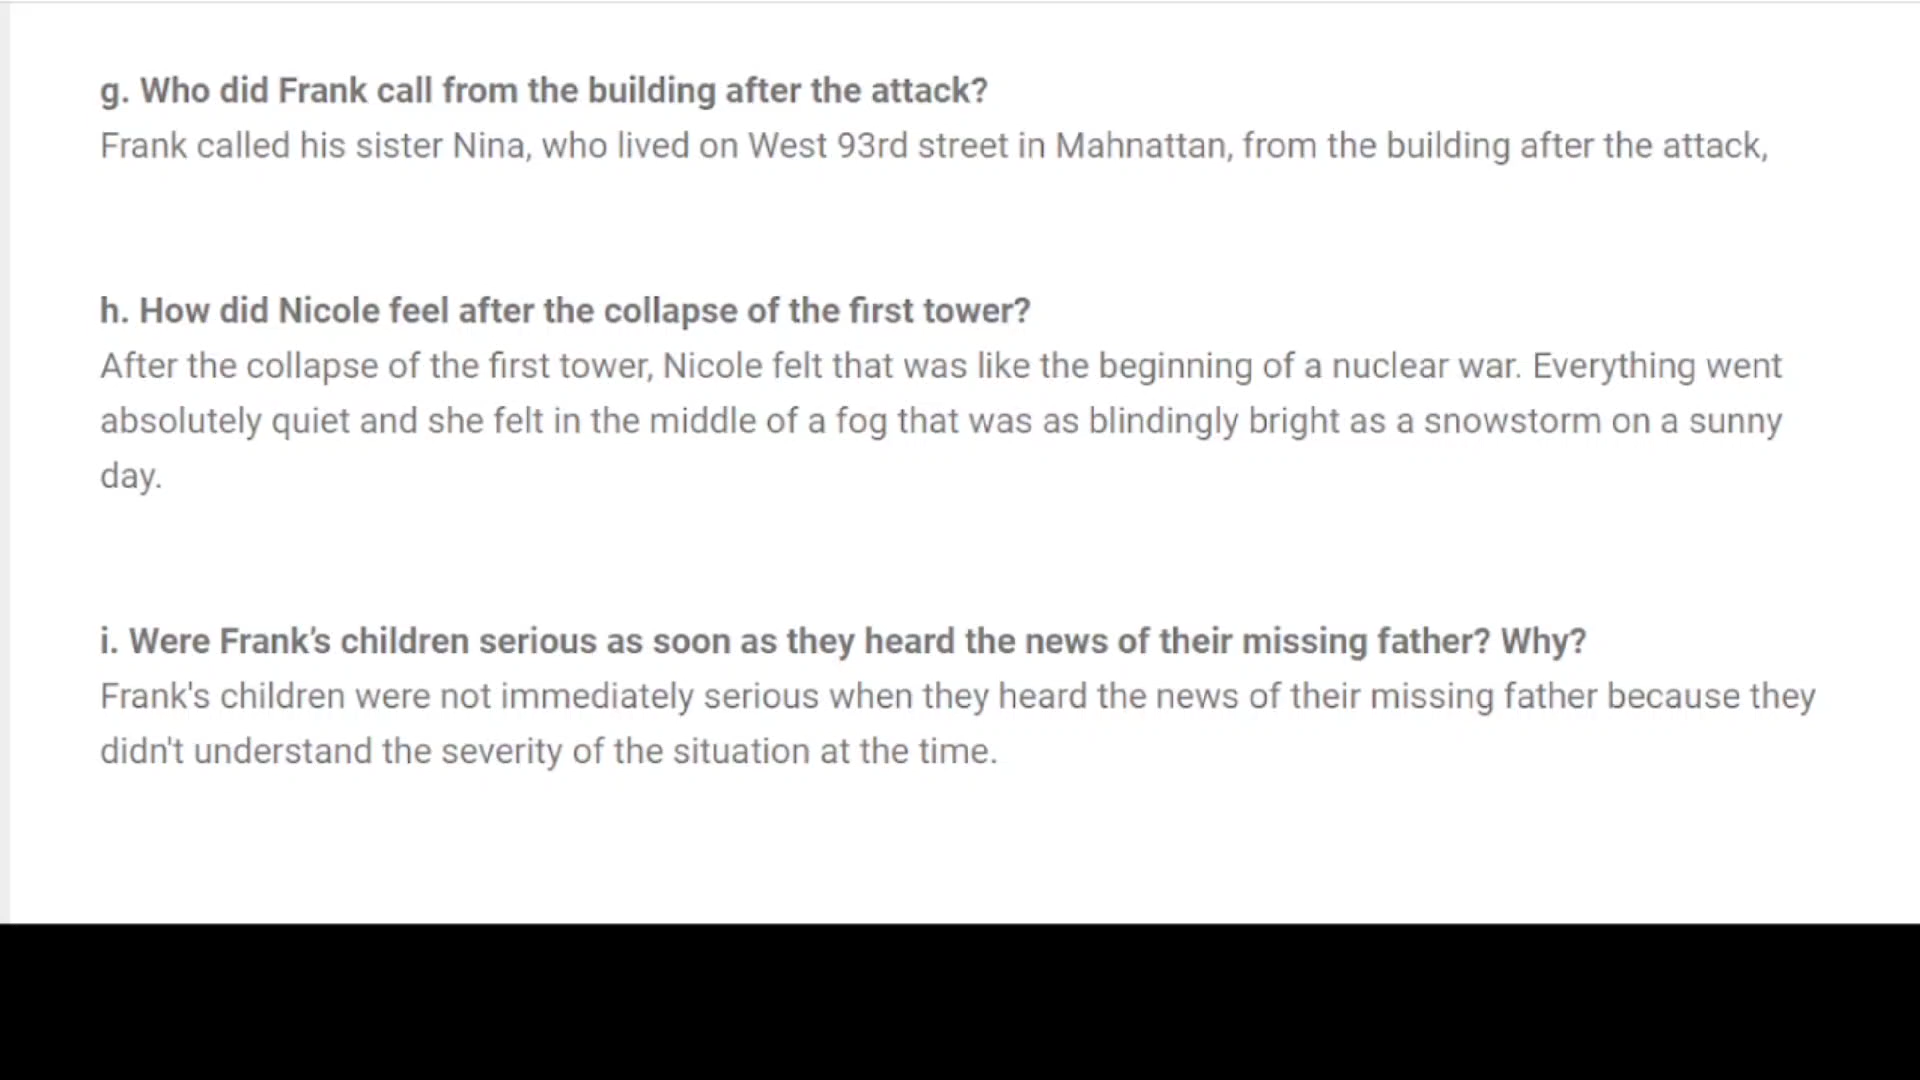 g. Who did Frank call from the building after the attack?
Frank called his sister Nina, who lived on West 93rd street in Mahnattan, from the building after the attack,
h. How did Nicole feel after the collapse of the first tower?
After the collapse of the first tower, Nicole felt that was like the beginning of a nuclear war. Everything went
absolutely quiet and she felt in the middle of a fog that was as blindingly bright as a snowstorm on a sunny
day.
i. Were Frank’s children serious as soon as they heard the news of their missing father? Why?
Frank's children were not immediately serious when they heard the news of their missing father because they
didn't understand the severity of the situation at the time.